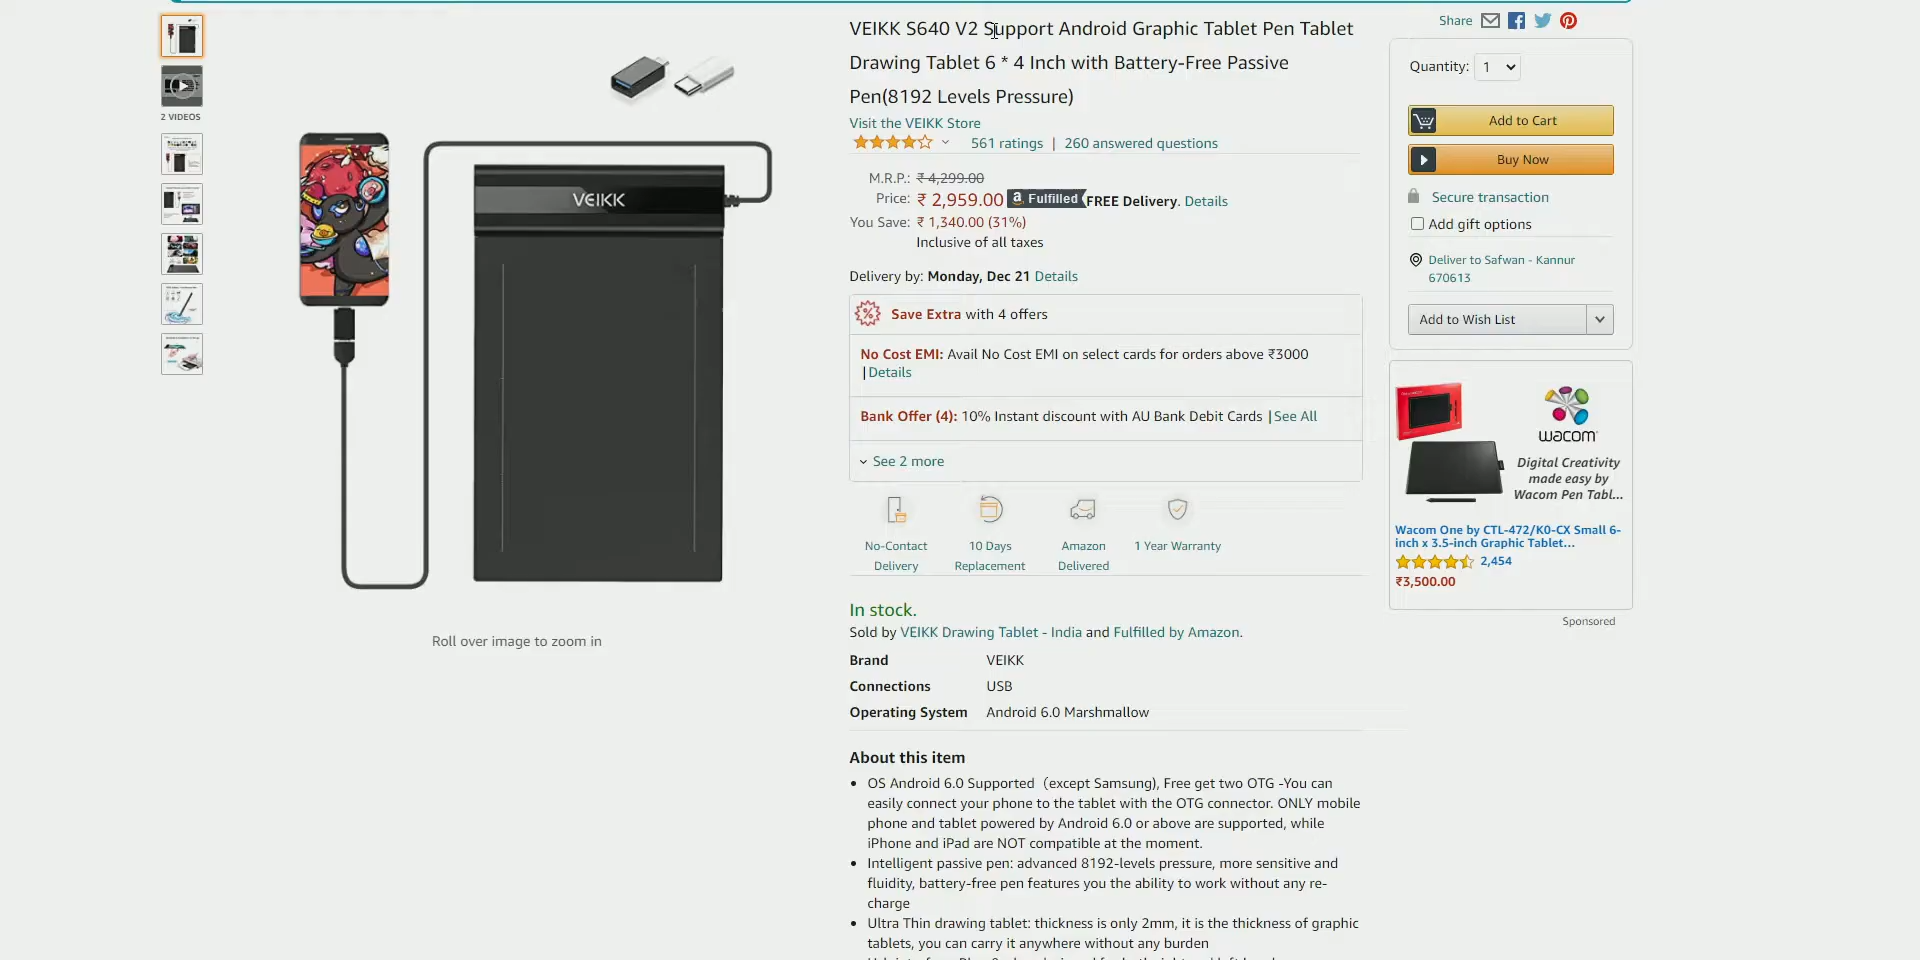 VEIKK S640 V2 Support Android Graphic Tablet Pen Tablet
Drawing Tablet 6 * 4 Inch with Battery-Free Passive
Pen(8192 Levels Pressure)
Visit the VEIKK Store
561 ratings | 260 answered questions
M.R.P.: ₹ 4,299.00
Price: ₹ 2,959.00 a Fulfilled FREE Delivery. Details
You Save: ₹ 1,340.00 (31%)
Inclusive of all taxes
Delivery by: Monday, Dec 21 Details
Save Extra with 4 offers
No Cost EMI: Avail No Cost EMI on select cards for orders above ₹3000
| Details
Bank Offer (4): 10% Instant discount with AU Bank Debit Cards | See All
See 2 more
No-Contact
Delivery
10 Days
Replacement
Amazon
Delivered
1 Year Warranty
In stock.
Sold by VEIKK Drawing Tablet - India and Fulfilled by Amazon.
Brand VEIKK
Connections USB
Operating System Android 6.0 Marshmallow
About this item
• OS Android 6.0 Supported（except Samsung), Free get two OTG -You can
easily connect your phone to the tablet with the OTG connector. ONLY mobile
phone and tablet powered by Android 6.0 or above are supported, while
iPhone and iPad are NOT compatible at the moment.
• Intelligent passive pen: advanced 8192-levels pressure, more sensitive and
fluidity, battery-free pen features you the ability to work without any re-
charge
• Ultra Thin drawing tablet: thickness is only 2mm, it is the thickness of graphic
tablets, you can carry it anywhere without any burden
2 VIDEOS
VEIKK
Roll over image to zoom in
Share
Quantity: 1
Add to Cart
Buy Now
Secure transaction
Add gift options
Deliver to Safwan - Kannur
670613
Add to Wish List
wacom
Digital Creativity
made easy by
Wacom Pen Tabl...
Wacom One by CTL-472/K0-CX Small 6-
inch x 3.5-inch Graphic Tablet...
2,454
₹3,500.00
Sponsored